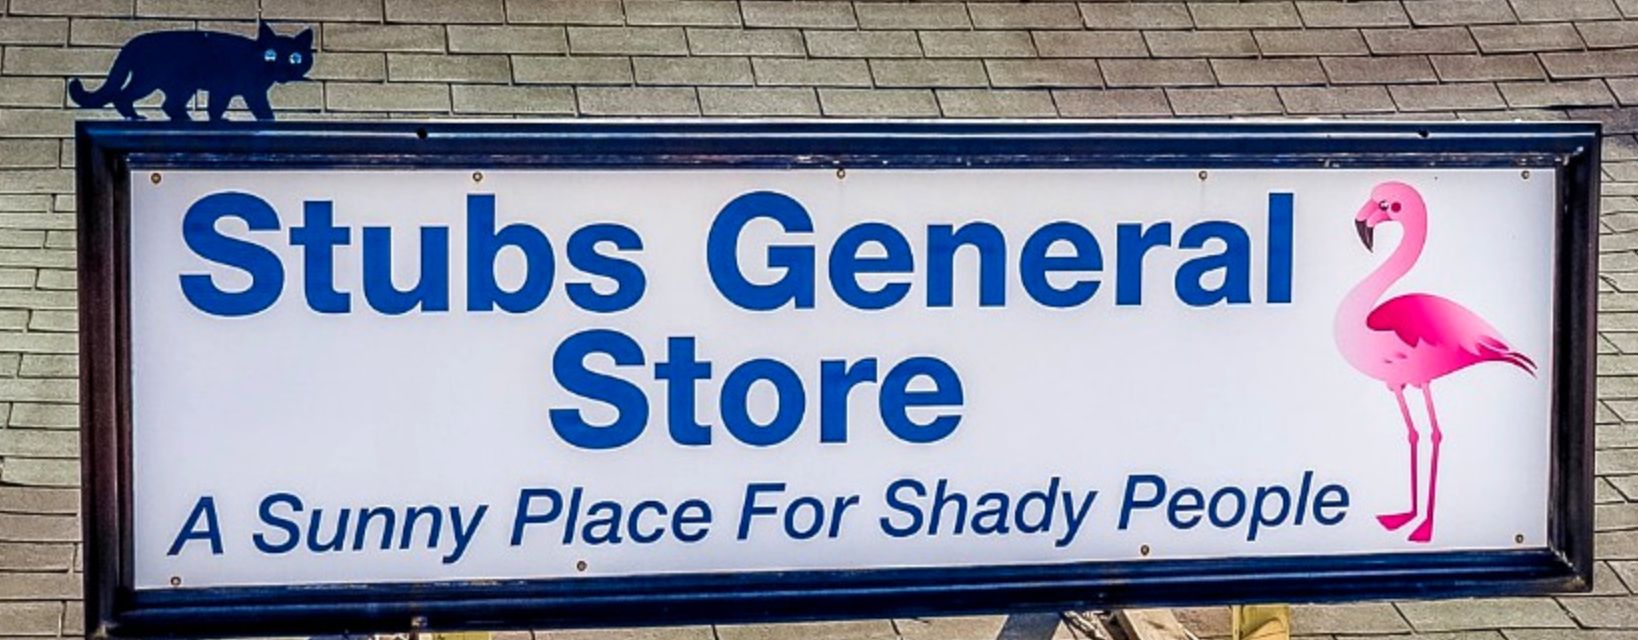 Stubs General
Store
A Sunny Place For Shady People